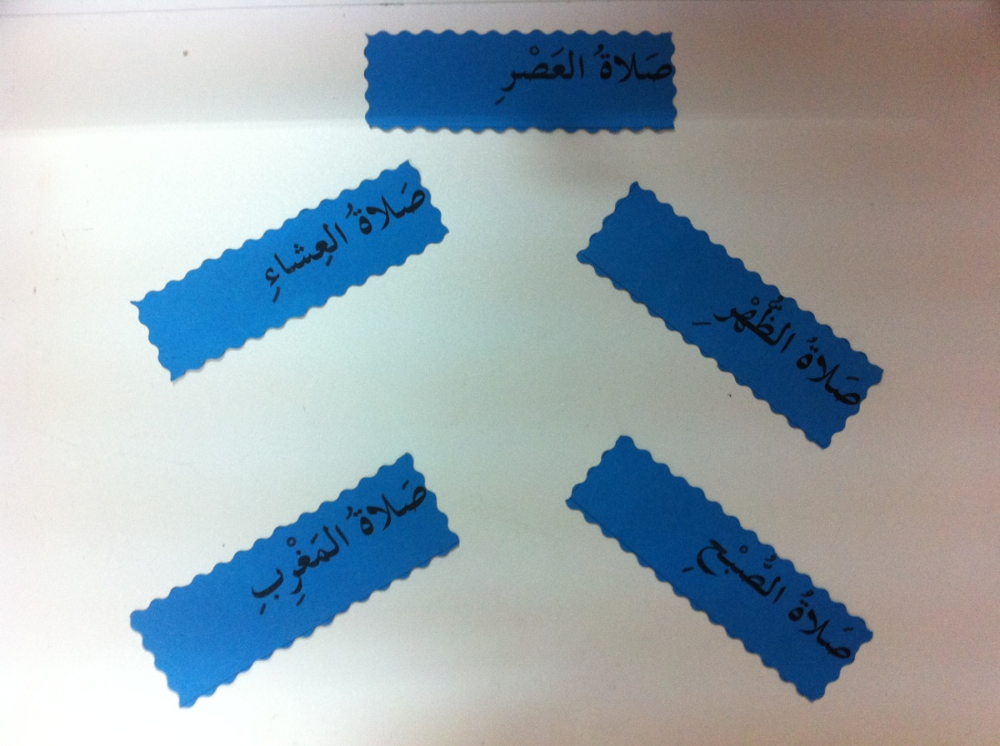 صَلاةُ العَصْرِ
صَلاةُ الظُّهْرِ
صَلاةُ العِشاءِ
صَلاةُ الصُّبْحِ
صَلاةُ المَغْرِبِ